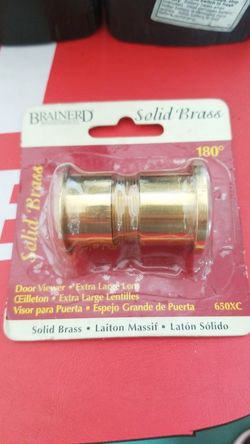 BRAINERD
Solid Brass
180°
Solid Brass
Door Viewer • Extra Large Lens
Œilleton • Extra Large Lentilles
Visor para Puerta • Espejo Grande de Puerta
650XC
Solid Brass • Laiton Massif • Latón Sólido